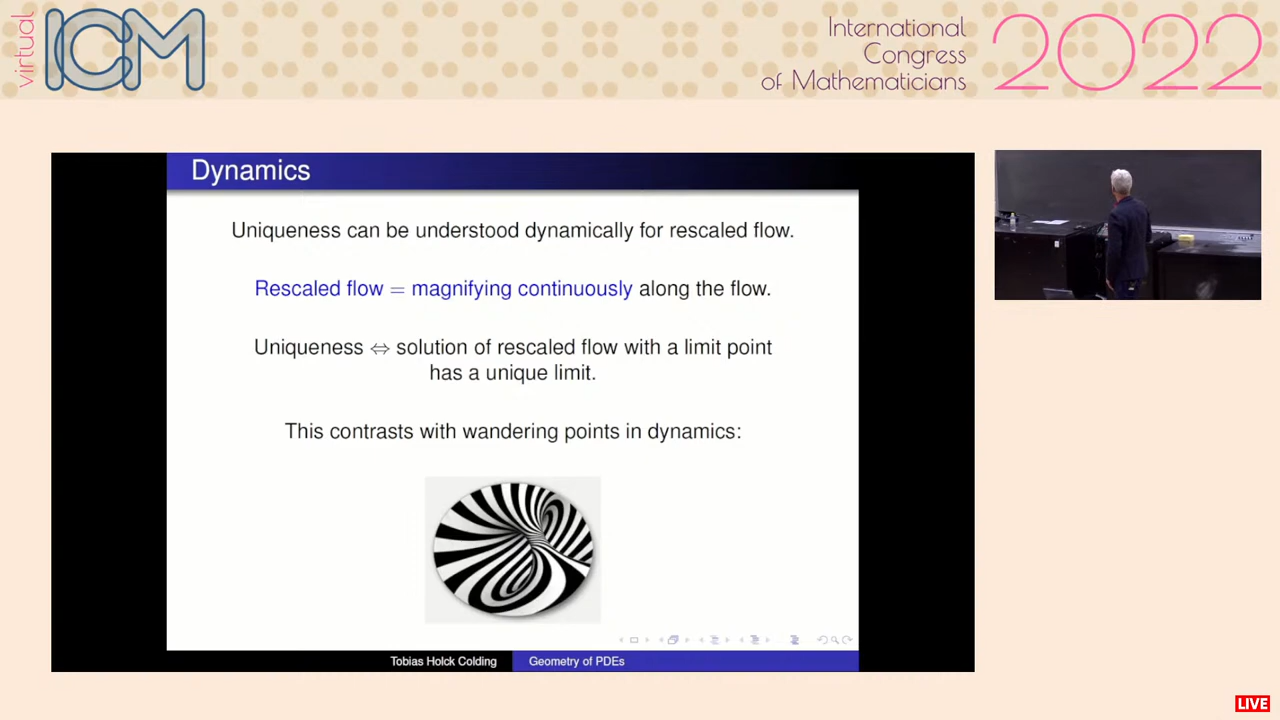 virtual
ICM
International
Congress
of Mathematicians
2022
Dynamics
Uniqueness can be understood dynamically for rescaled flow.
Rescaled flow = magnifying continuously along the flow.
Uniqueness ⇔ solution of rescaled flow with a limit point
has a unique limit.
This contrasts with wandering points in dynamics:
Tobias Holck Colding
Geometry of PDEs
LIVE